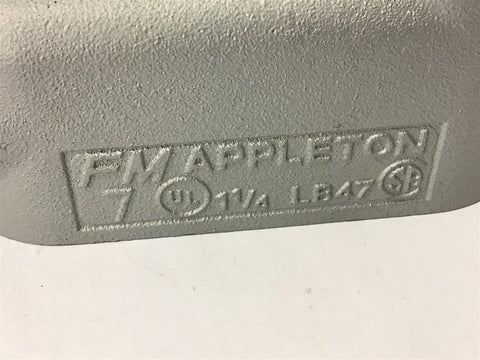 FM APPLETON
7 UL 1 1/4 LB47 SP